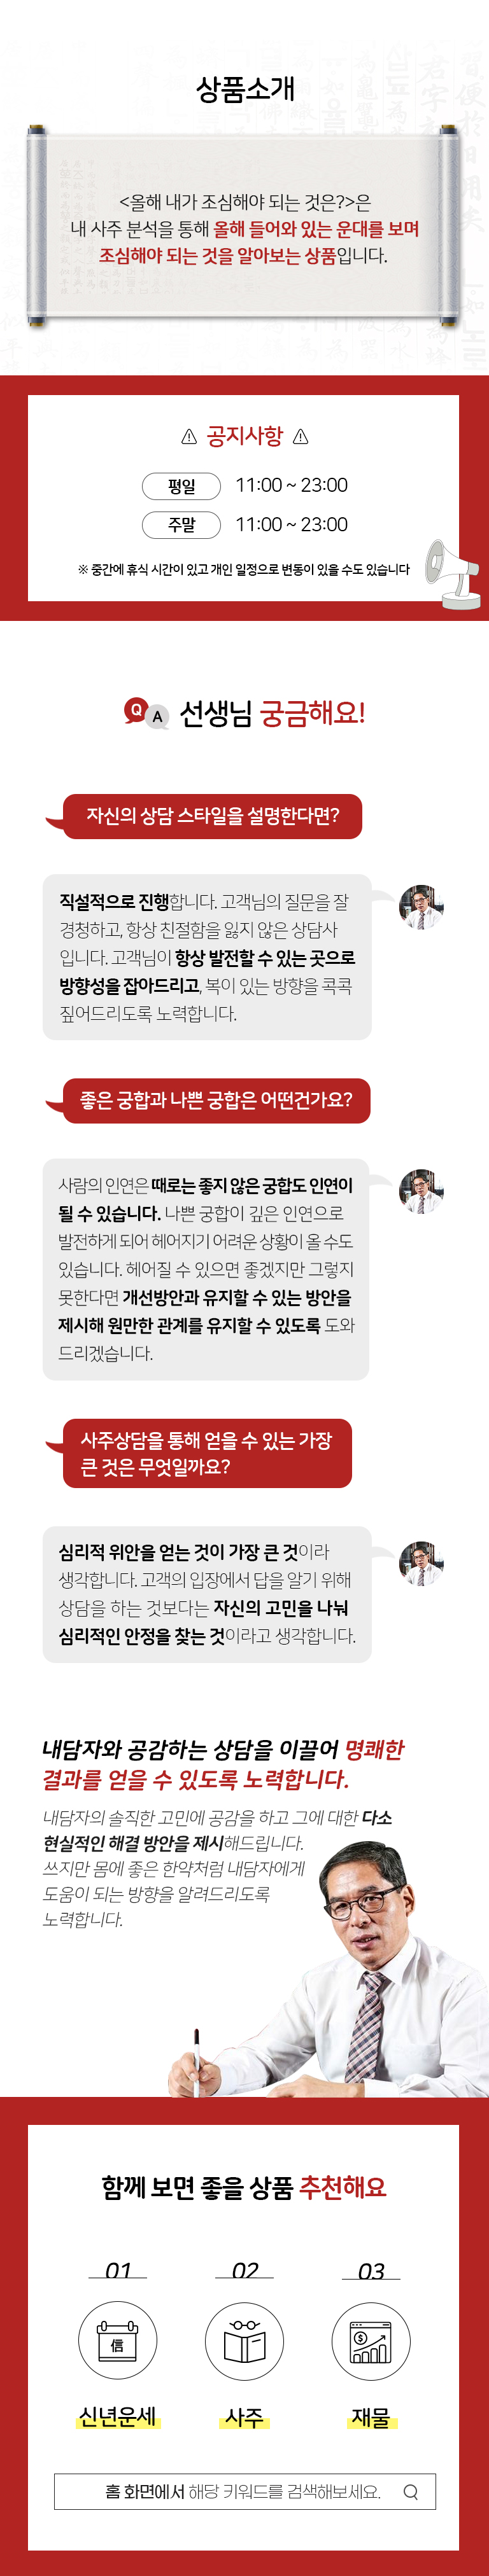 상품소개
<올해 내가 조심해야 되는 것은?>은
내 사주 분석을 통해 올해 들어와 있는 운대를 보며
조심해야 되는 것을 알아보는 상품입니다.
공지사항
평일 11:00 ~ 23:00
주말 11:00 ~ 23:00
※ 중간에 휴식 시간이 있고 개인 일정으로 변동이 있을 수도 있습니다
Q A 선생님 궁금해요!
자신의 상담 스타일을 설명한다면?
직설적으로 진행합니다. 고객님의 질문을 잘
경청하고, 항상 친절함을 잃지 않은 상담사
입니다. 고객님이 항상 발전할 수 있는 곳으로
방향성을 잡아드리고, 복이 있는 방향을 콕콕
짚어드리도록 노력합니다.
좋은 궁합과 나쁜 궁합은 어떤건가요?
사람의 인연은 때로는 좋지 않은 궁합도 인연이
될 수 있습니다. 나쁜 궁합이 깊은 인연으로
발전하게 되어 헤어지기 어려운 상황이 올 수도
있습니다. 헤어질 수 있으면 좋겠지만 그렇지
못한다면 개선방안과 유지할 수 있는 방안을
제시해 원만한 관계를 유지할 수 있도록 도와
드리겠습니다.
사주상담을 통해 얻을 수 있는 가장
큰 것은 무엇일까요?
심리적 위안을 얻는 것이 가장 큰 것이라
생각합니다. 고객의 입장에서 답을 알기 위해
상담을 하는 것보다는 자신의 고민을 나눠
심리적인 안정을 찾는 것이라고 생각합니다.
내담자와 공감하는 상담을 이끌어 명쾌한
결과를 얻을 수 있도록 노력합니다.
내담자의 솔직한 고민에 공감을 하고 그에 대한 다소
현실적인 해결 방안을 제시해드립니다.
쓰지만 몸에 좋은 한약처럼 내담자에게
도움이 되는 방향을 알려드리도록
노력합니다.
함께 보면 좋을 상품 추천해요
01 02 03
信
신년운세 사주 재물
홈 화면에서 해당 키워드를 검색해보세요.